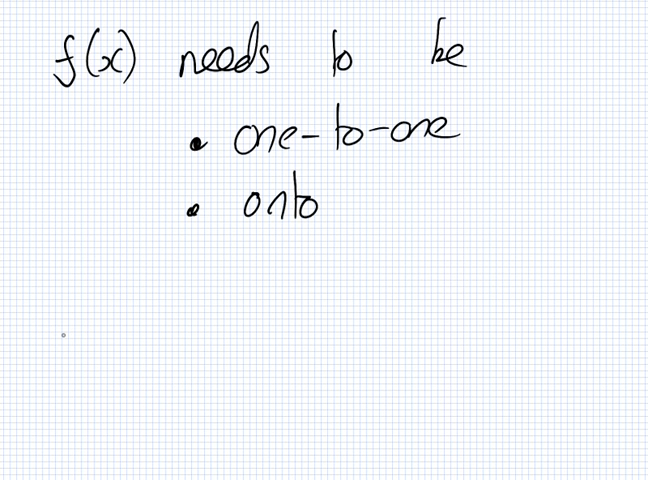 f(x) needs to be
• one-to-one
• onto